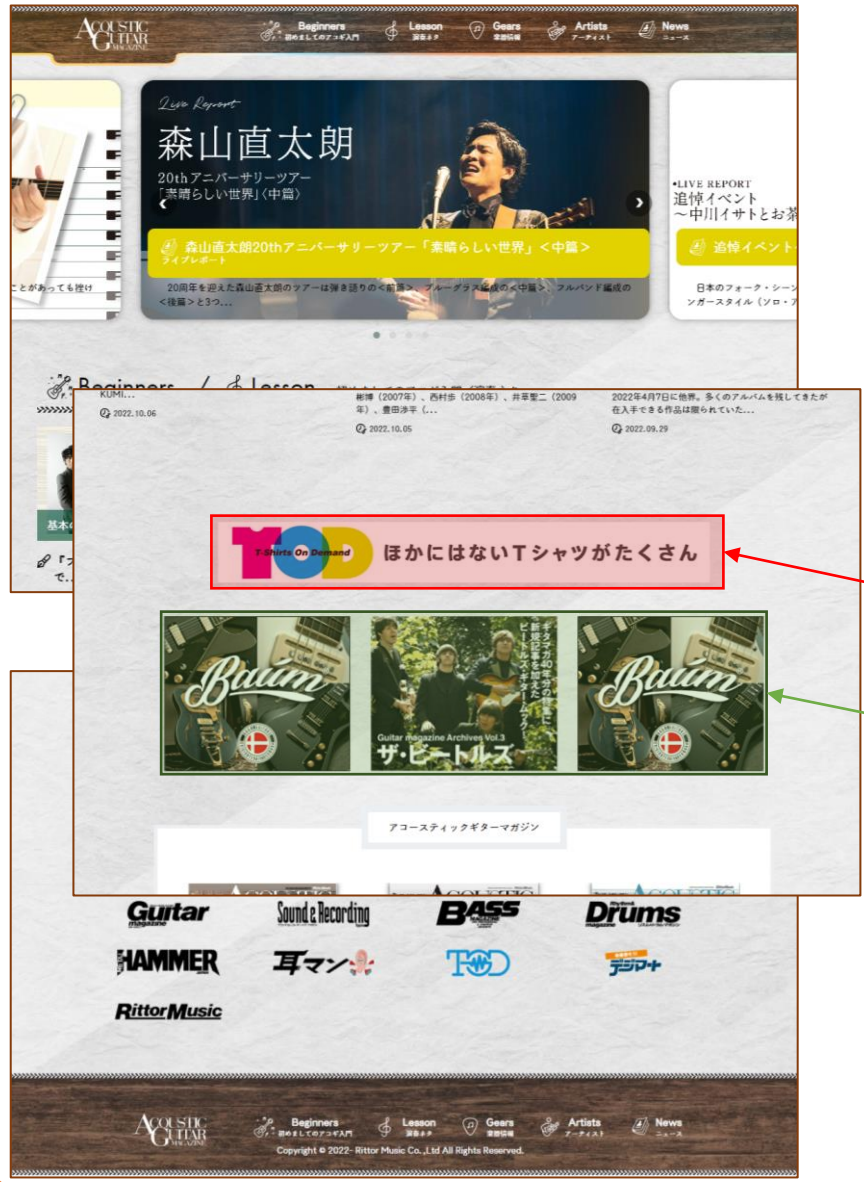 ACOUSTIC
GUITAR
MAGAZINE
Beginners
初めましてのアコギ入門
Lesson
演奏ネタ
Gears
楽器情報
Artists
アーティスト
News
ニュース
Live Report
森山直太朗
20thアニバーサリーツアー
「素晴らしい世界」〈中篇〉
森山直太朗20thアニバーサリーツアー「素晴らしい世界」<中篇>
ライブレポート
20周年を迎えた森山直太朗のツアーは弾き語りの<前篇>、ブルーグラス編成の<中篇>、フルバンド編成の
<後篇>と3つ...
ことがあっても挫け
•LIVE REPORT
追悼イベント
〜中川イサトとお茶
追悼イベント
日本のフォーク・シーン
ンガースタイル(ソロ・ア
Beginners / Lesson
基本の
『フ
で..
KUMI...
2022.10.06
彬博(2007年)、西村歩(2008年)、井草聖二(2009
年)、豊田渉平(...
2022.10.05
2022年4月7日に他界。多くのアルバムを残してきたが
在入手できる作品は限られていた...
2022.09.29
TOD
T-Shirts On Demand
ほかにはないTシャツがたくさん
Baum
ギタマガ40年分の特集に
新規記事を加えた
ビートルズ・ギター・ムック!
Guitar magazine Archives Vol.3
ザ・ビートルズ
Baum
アコースティックギターマガジン
Guitar
magazine
Sound & Recording
BASS
MAGAZINE
Rhythm &
Drums
magazine
HAMMER
耳マン
TOD
デジマート
RittorMusic
ACOUSTIC
GUITAR
MAGAZINE
Beginners
初めましてのアコギ入門
Lesson
演奏ネタ
Gears
楽器情報
Artists
アーティスト
News
ニュース
Copyright © 2022- Rittor Music Co.,Ltd All Rights Reserved.